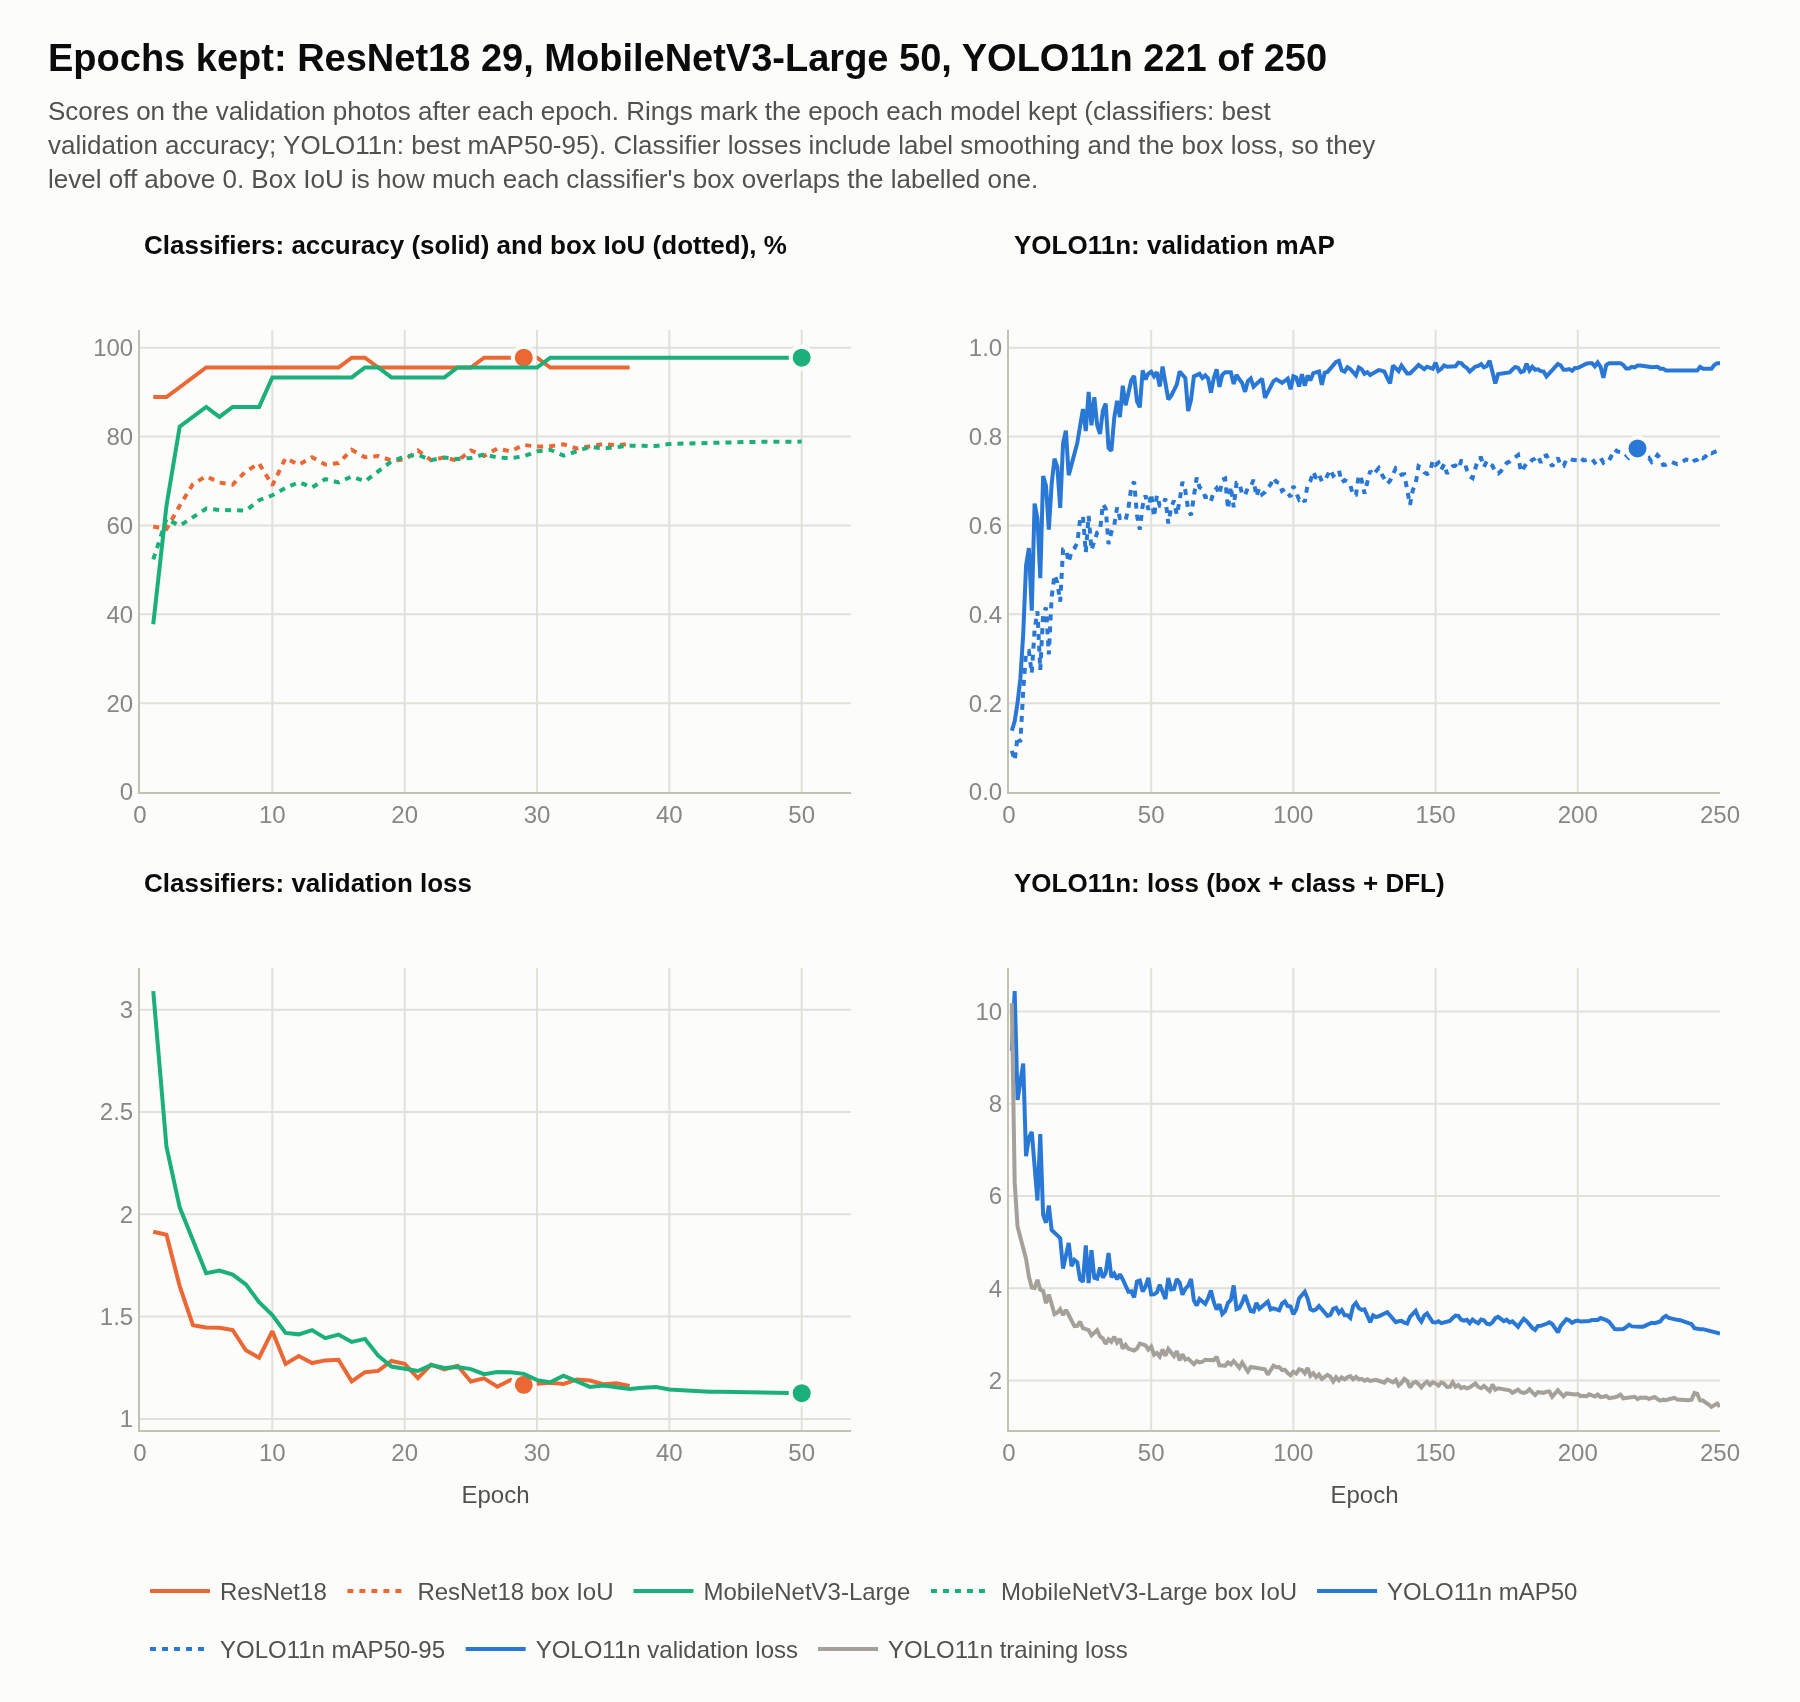 Epochs kept: ResNet18 29, MobileNetV3-Large 50, YOLO11n 221 of 250
Scores on the validation photos after each epoch. Rings mark the epoch each model kept (classifiers: best
validation accuracy; YOLO11n: best mAP50-95). Classifier losses include label smoothing and the box loss, so they
level off above 0. Box IoU is how much each classifier's box overlaps the labelled one.
Classifiers: accuracy (solid) and box IoU (dotted), %
100
80
60
40
20
0
0 10 20 30 40 50
YOLO11n: validation mAP
1.0
0.8
0.6
0.4
0.2
0.0
0 50 100 150 200 250
Classifiers: validation loss
3
2.5
2
1.5
1
0 10 20 30 40 50
Epoch
YOLO11n: loss (box + class + DFL)
10
8
6
4
2
0 50 100 150 200 250
Epoch
ResNet18 ResNet18 box IoU MobileNetV3-Large MobileNetV3-Large box IoU YOLO11n mAP50
YOLO11n mAP50-95 YOLO11n validation loss YOLO11n training loss